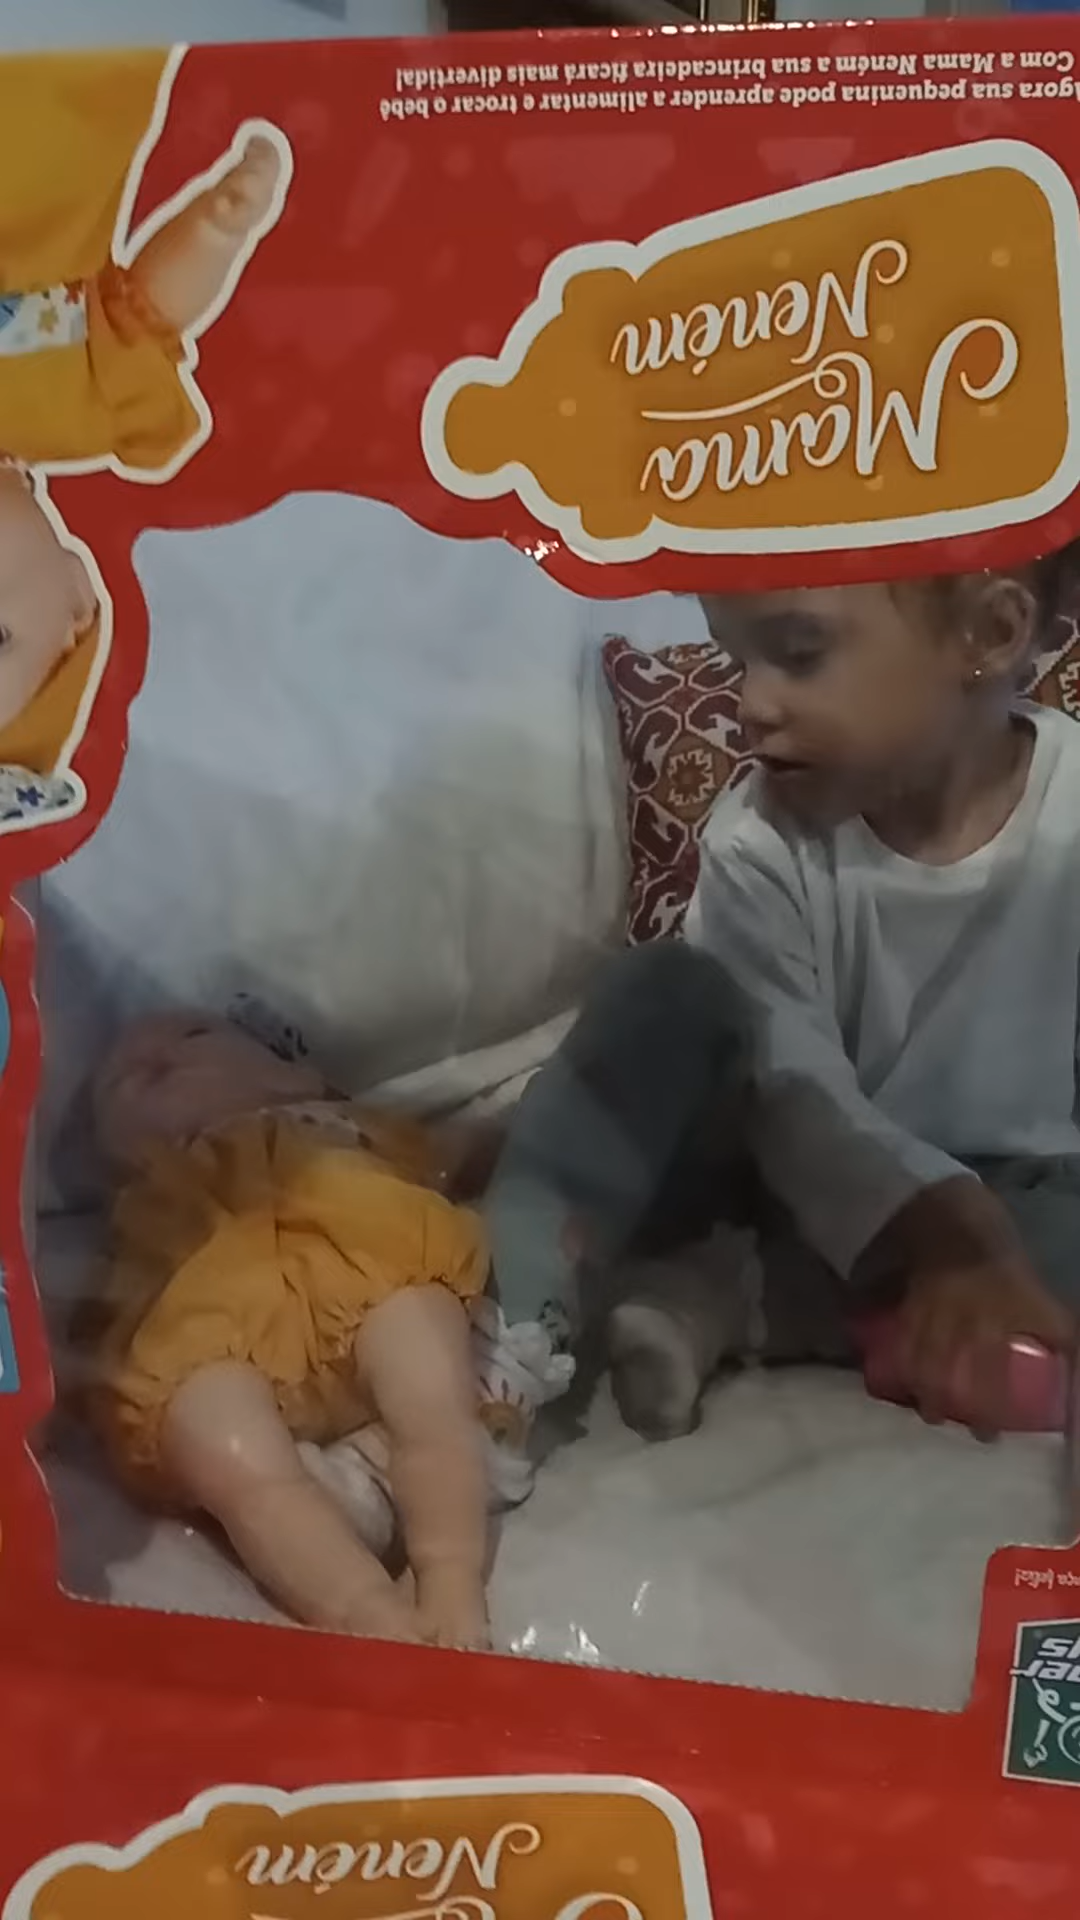 Agora sua pequenina pode aprender a alimentar e trocar o bebê
Com a Mama Neném a sua brincadeira ficará mais divertida!
Mama
Neném
Neném